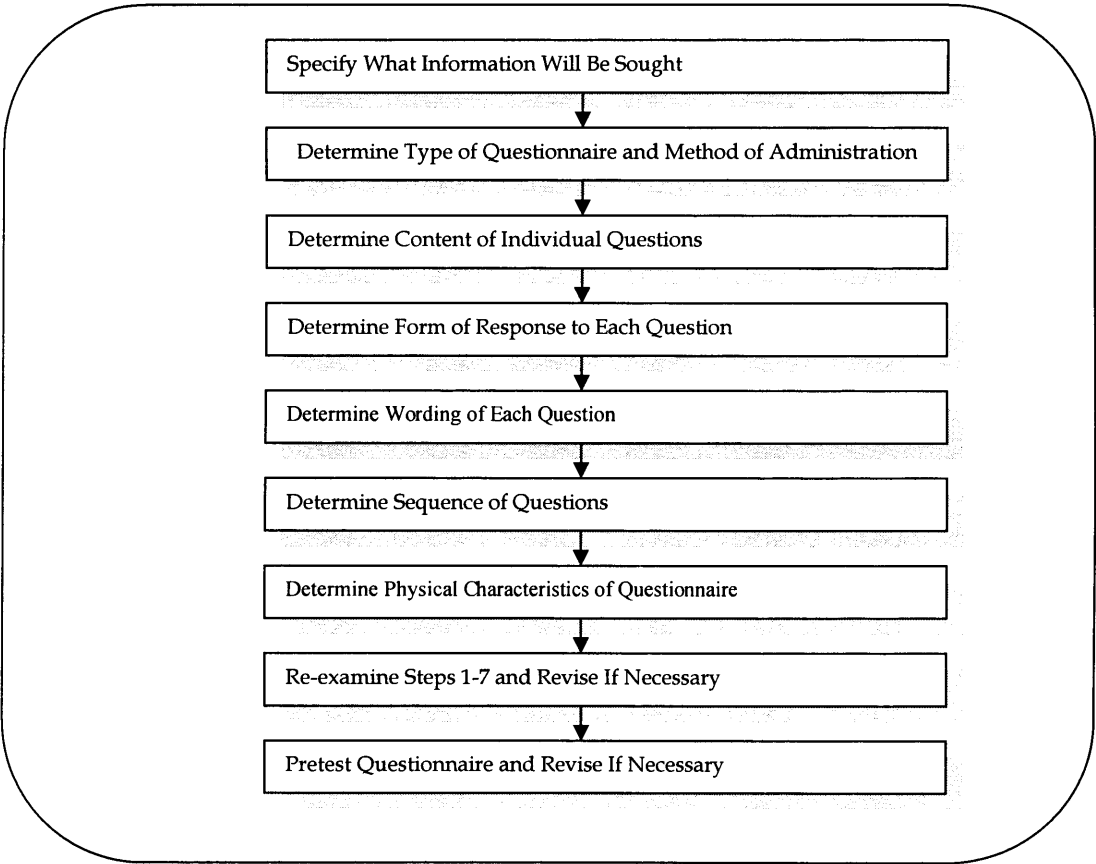 Specify What Information Will Be Sought
Determine Type of Questionnaire and Method of Administration
Determine Content of Individual Questions
Determine Form of Response to Each Question
Determine Wording of Each Question
Determine Sequence of Questions
Determine Physical Characteristics of Questionnaire
Re-examine Steps 1-7 and Revise If Necessary
Pretest Questionnaire and Revise If Necessary